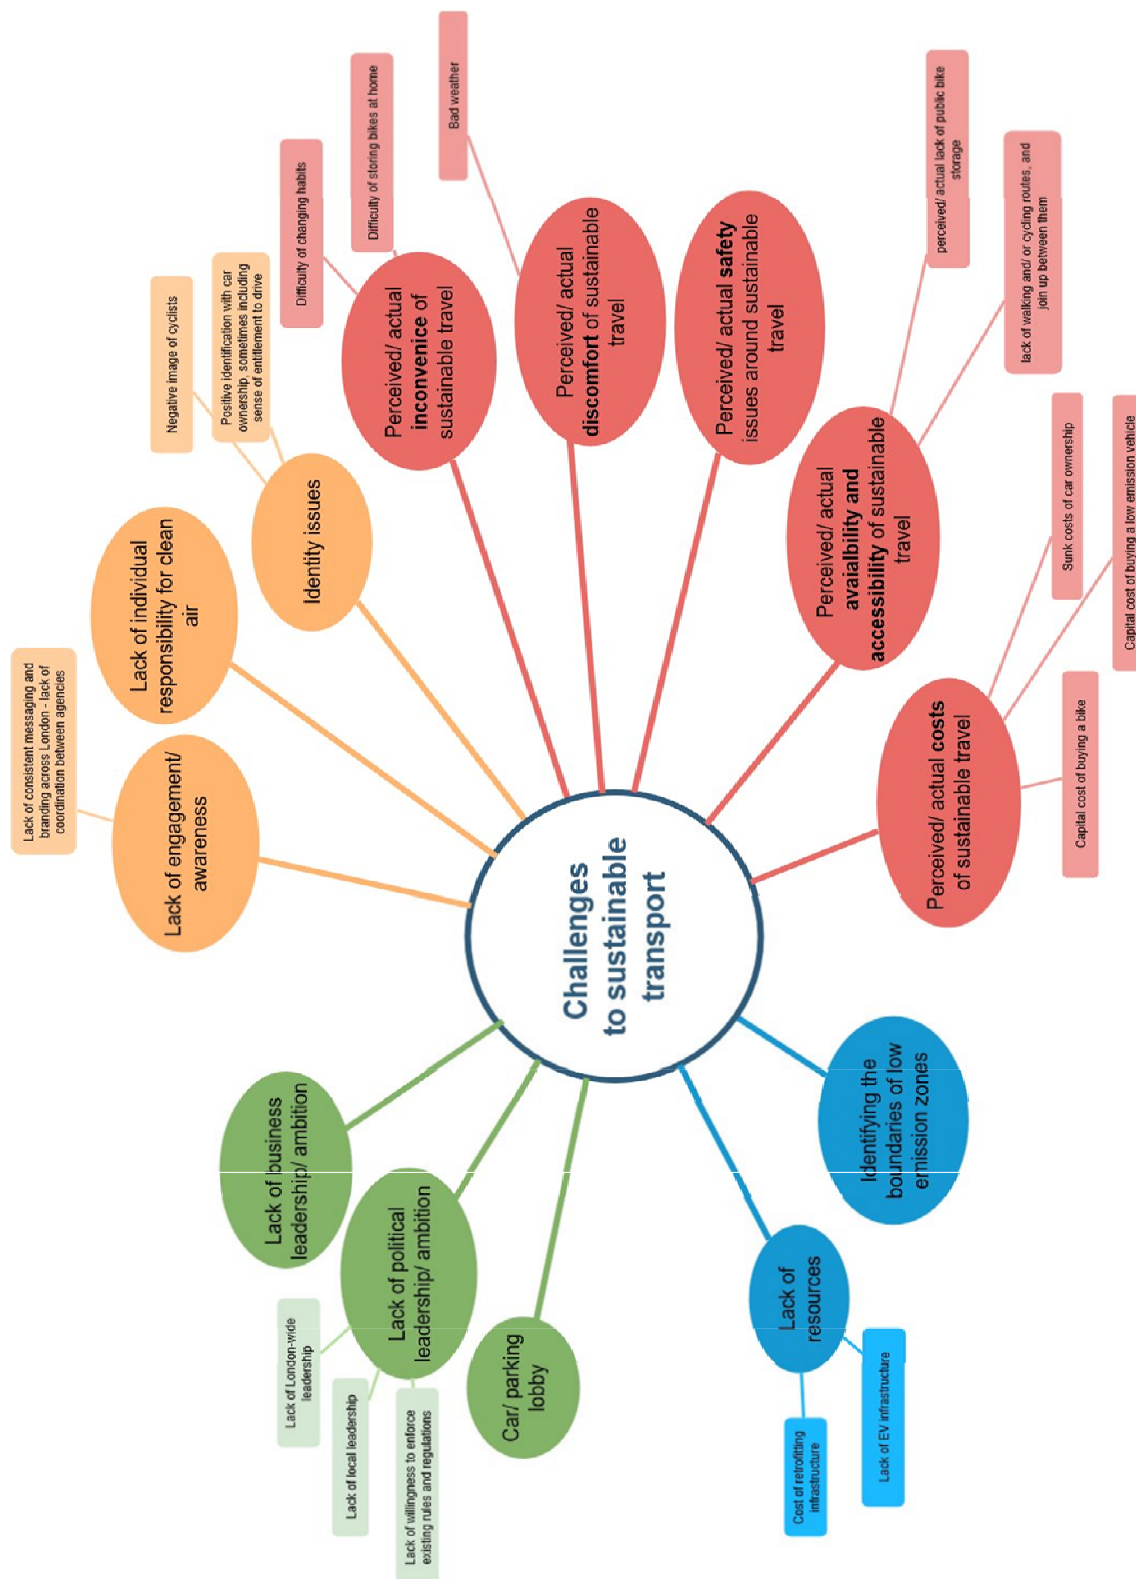 Challenges
to sustainable
transport
Lack of business
leadership/ ambition
Lack of political
leadership/ ambition
Lack of London-wide
leadership
Lack of local leadership
Lack of willingness to enforce
existing rules and regulations
Car/ parking
lobby
Lack of engagement/
awareness
Lack of consistent messaging and
branding across London - lack of
coordination between agencies
Lack of individual
responsibility for clean
air
Identity issues
Negative image of cyclists
Positive identification with car
ownership, sometimes including
sense of entitlement to drive
Perceived/ actual
inconvenice of
sustainable travel
Difficulty of changing habits
Difficulty of storing bikes at home
Perceived/ actual
discomfort of sustainable
travel
Bad weather
Perceived/ actual safety
issues around sustainable
travel
Perceived/ actual
avaialbility and
accessibility of sustainable
travel
perceived/ actual lack of public bike
storage
lack of walking and/ or cycling routes, and
join up between them
Perceived/ actual costs
of sustainable travel
Sunk costs of car ownership
Capital cost of buying a low emission vehicle
Capital cost of buying a bike
Identifying the
boundaries of low
emission zones
Lack of
resources
Cost of retrofitting
infrastructure
Lack of EV infrastructure